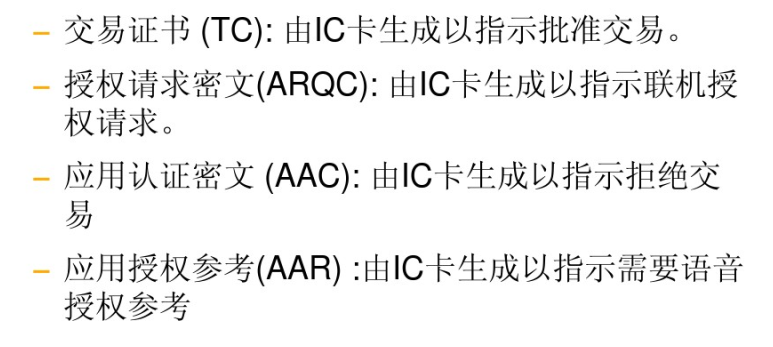 – 交易证书 (TC): 由IC卡生成以指示批准交易。
– 授权请求密文(ARQC): 由IC卡生成以指示联机授
权请求。
– 应用认证密文 (AAC): 由IC卡生成以指示拒绝交
易
– 应用授权参考(AAR) :由IC卡生成以指示需要语音
授权参考